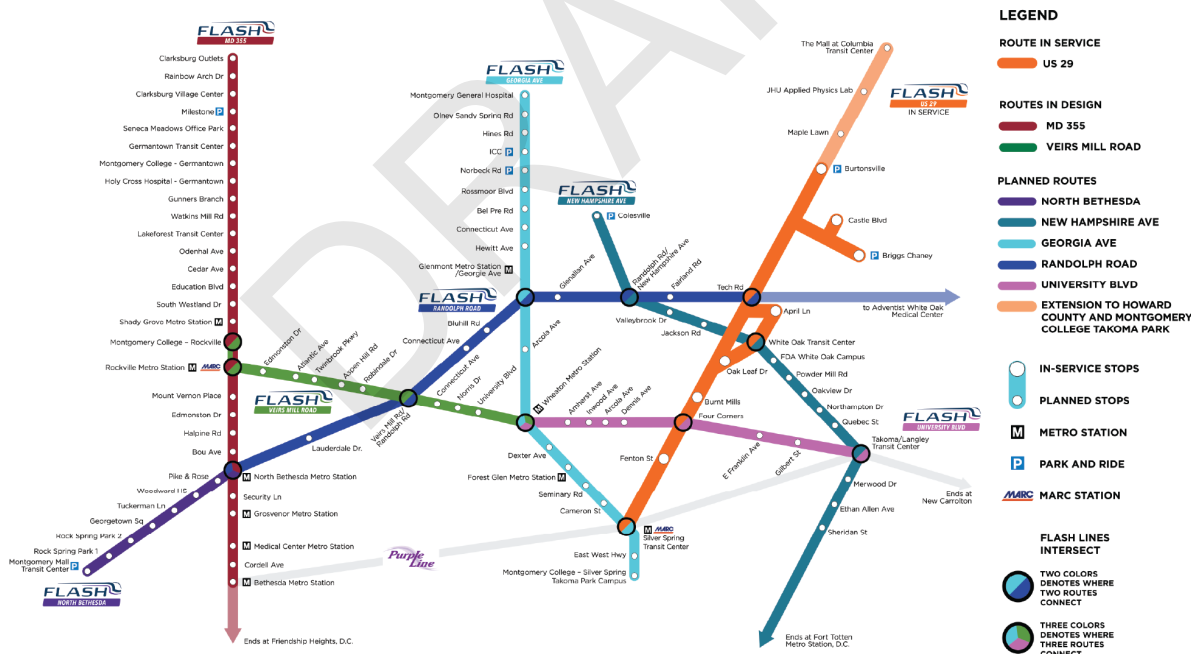 DRA
FLASH
MD 355
Clarksburg Outlets
Rainbow Arch Dr
Clarksburg Village Center
Milestone P
Seneca Meadows Office Park
Germantown Transit Center
Montgomery College - Germantown
Holy Cross Hospital - Germantown
Gunners Branch
Watkins Mill Rd
Lakeforest Transit Center
Odenhal Ave
Cedar Ave
Education Blvd
South Westland Dr
Shady Grove Metro Station M
Montgomery College – Rockville
Rockville Metro Station M MARC
Mount Vernon Place
Edmonston Dr
Halpine Rd
Bou Ave
Pike & Rose
M North Bethesda Metro Station
Security Ln
M Grosvenor Metro Station
M Medical Center Metro Station
Cordell Ave
M Bethesda Metro Station
Ends at Friendship Heights, D.C.
Woodward HS
Tuckerman Ln
Georgetown Sq
Rock Spring Park 2
Rock Spring Park 1
Montgomery Mall
Transit Center P
FLASH
NORTH BETHESDA
Edmonston Dr
Atlantic Ave
Twinbrook Pkwy
Aspen Hill Rd
Robindale Dr
FLASH
VEIRS MILL ROAD
Veirs Mill Rd/
Randolph Rd
Connecticut Ave
Norris Dr
University Blvd
Lauderdale Dr.
Connecticut Ave
Bluhill Rd
FLASH
RANDOLPH ROAD
FLASH
GEORGIA AVE
Montgomery General Hospital
Olney Sandy Spring Rd
Hines Rd
ICC P
Norbeck Rd P
Rossmoor Blvd
Bel Pre Rd
Connecticut Ave
Hewitt Ave
Glenmont Metro Station
/Georgie Ave M
Glenallan Ave
Arcola Ave
M Wheaton Metro Station
Amherst Ave
Inwood Ave
Arcola Ave
Dennis Ave
Dexter Ave
Forest Glen Metro Station M
Seminary Rd
Cameron St
M MARC
Silver Spring
Transit Center
East West Hwy
Montgomery College – Silver Spring
Takoma Park Campus
Purple
Line
FLASH
NEW HAMPSHIRE AVE
P Colesville
Randolph Rd/
New Hampshire Ave
Fairland Rd
Valleybrook Dr
Jackson Rd
Tech Rd
to Adventist White Oak
Medical Center
The Mall at Columbia
Transit Center
JHU Applied Physics Lab
Maple Lawn
FLASH
US 29
IN SERVICE
P Burtonsville
Castle Blvd
P Briggs Chaney
April Ln
White Oak Transit Center
FDA White Oak Campus
Oak Leaf Dr
Powder Mill Rd
Oakview Dr
Northampton Dr
Quebec St
Burnt Mills
Four Corners
Fenton St
E Franklin Ave
Gilbert St
FLASH
UNIVERSITY BLVD
Takoma/Langley
Transit Center
Merwood Dr
Ethan Allen Ave
Sheridan St
Ends at
New Carrolton
Ends at Fort Totten
Metro Station, D.C.
LEGEND
ROUTE IN SERVICE
US 29
ROUTES IN DESIGN
MD 355
VEIRS MILL ROAD
PLANNED ROUTES
NORTH BETHESDA
NEW HAMPSHIRE AVE
GEORGIA AVE
RANDOLPH ROAD
UNIVERSITY BLVD
EXTENSION TO HOWARD
COUNTY AND MONTGOMERY
COLLEGE TAKOMA PARK
IN-SERVICE STOPS
PLANNED STOPS
M METRO STATION
P PARK AND RIDE
MARC MARC STATION
FLASH LINES
INTERSECT
TWO COLORS
DENOTES WHERE
TWO ROUTES
CONNECT
THREE COLORS
DENOTES WHERE
THREE ROUTES
CONNECT